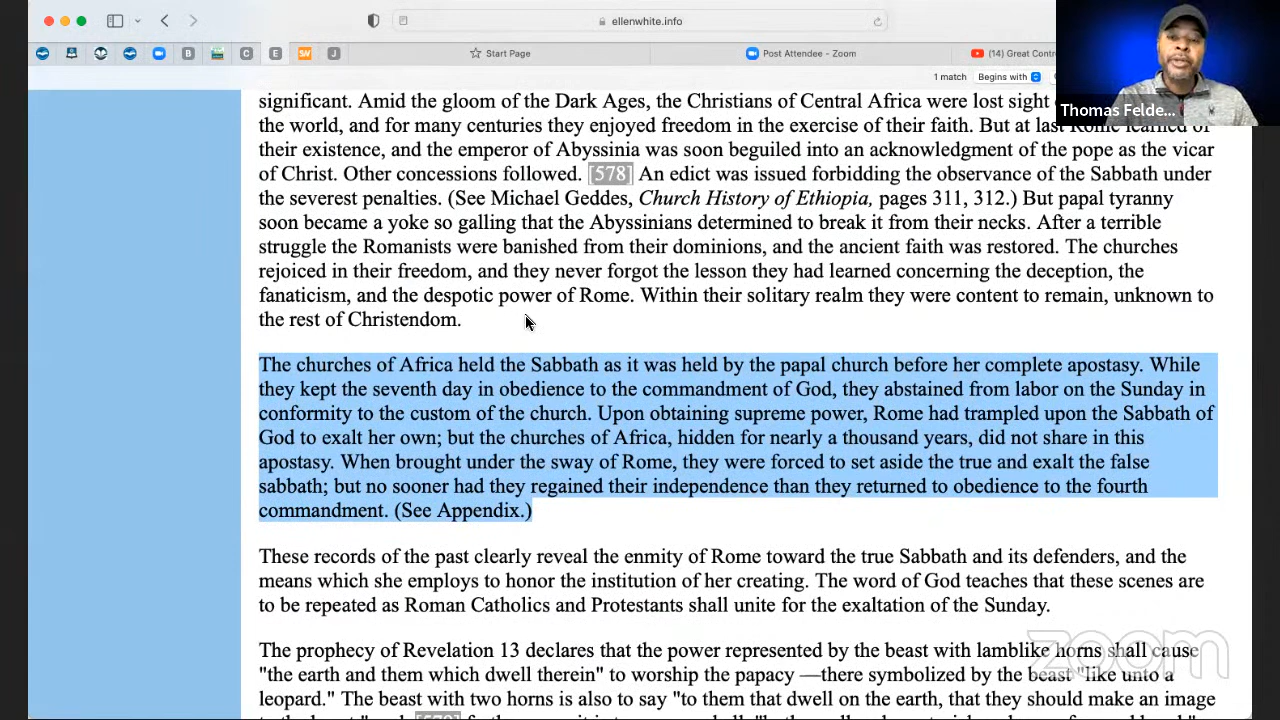 ellenwhite.info
B
C
E
SW
J
Start Page
Post Attendee - Zoom
(14) Great Contr
1 match
Begins with
Thomas Felde...
significant. Amid the gloom of the Dark Ages, the Christians of Central Africa were lost sight
the world, and for many centuries they enjoyed freedom in the exercise of their faith. But at last Rome learned of
their existence, and the emperor of Abyssinia was soon beguiled into an acknowledgment of the pope as the vicar
of Christ. Other concessions followed. [578] An edict was issued forbidding the observance of the Sabbath under
the severest penalties. (See Michael Geddes, Church History of Ethiopia, pages 311, 312.) But papal tyranny
soon became a yoke so galling that the Abyssinians determined to break it from their necks. After a terrible
struggle the Romanists were banished from their dominions, and the ancient faith was restored. The churches
rejoiced in their freedom, and they never forgot the lesson they had learned concerning the deception, the
fanaticism, and the despotic power of Rome. Within their solitary realm they were content to remain, unknown to
the rest of Christendom.
The churches of Africa held the Sabbath as it was held by the papal church before her complete apostasy. While
they kept the seventh day in obedience to the commandment of God, they abstained from labor on the Sunday in
conformity to the custom of the church. Upon obtaining supreme power, Rome had trampled upon the Sabbath of
God to exalt her own; but the churches of Africa, hidden for nearly a thousand years, did not share in this
apostasy. When brought under the sway of Rome, they were forced to set aside the true and exalt the false
sabbath; but no sooner had they regained their independence than they returned to obedience to the fourth
commandment. (See Appendix.)
These records of the past clearly reveal the enmity of Rome toward the true Sabbath and its defenders, and the
means which she employs to honor the institution of her creating. The word of God teaches that these scenes are
to be repeated as Roman Catholics and Protestants shall unite for the exaltation of the Sunday.
The prophecy of Revelation 13 declares that the power represented by the beast with lamblike horns shall cause
"the earth and them which dwell therein" to worship the papacy —there symbolized by the beast "like unto a
leopard." The beast with two horns is also to say "to them that dwell on the earth, that they should make an image
zoom